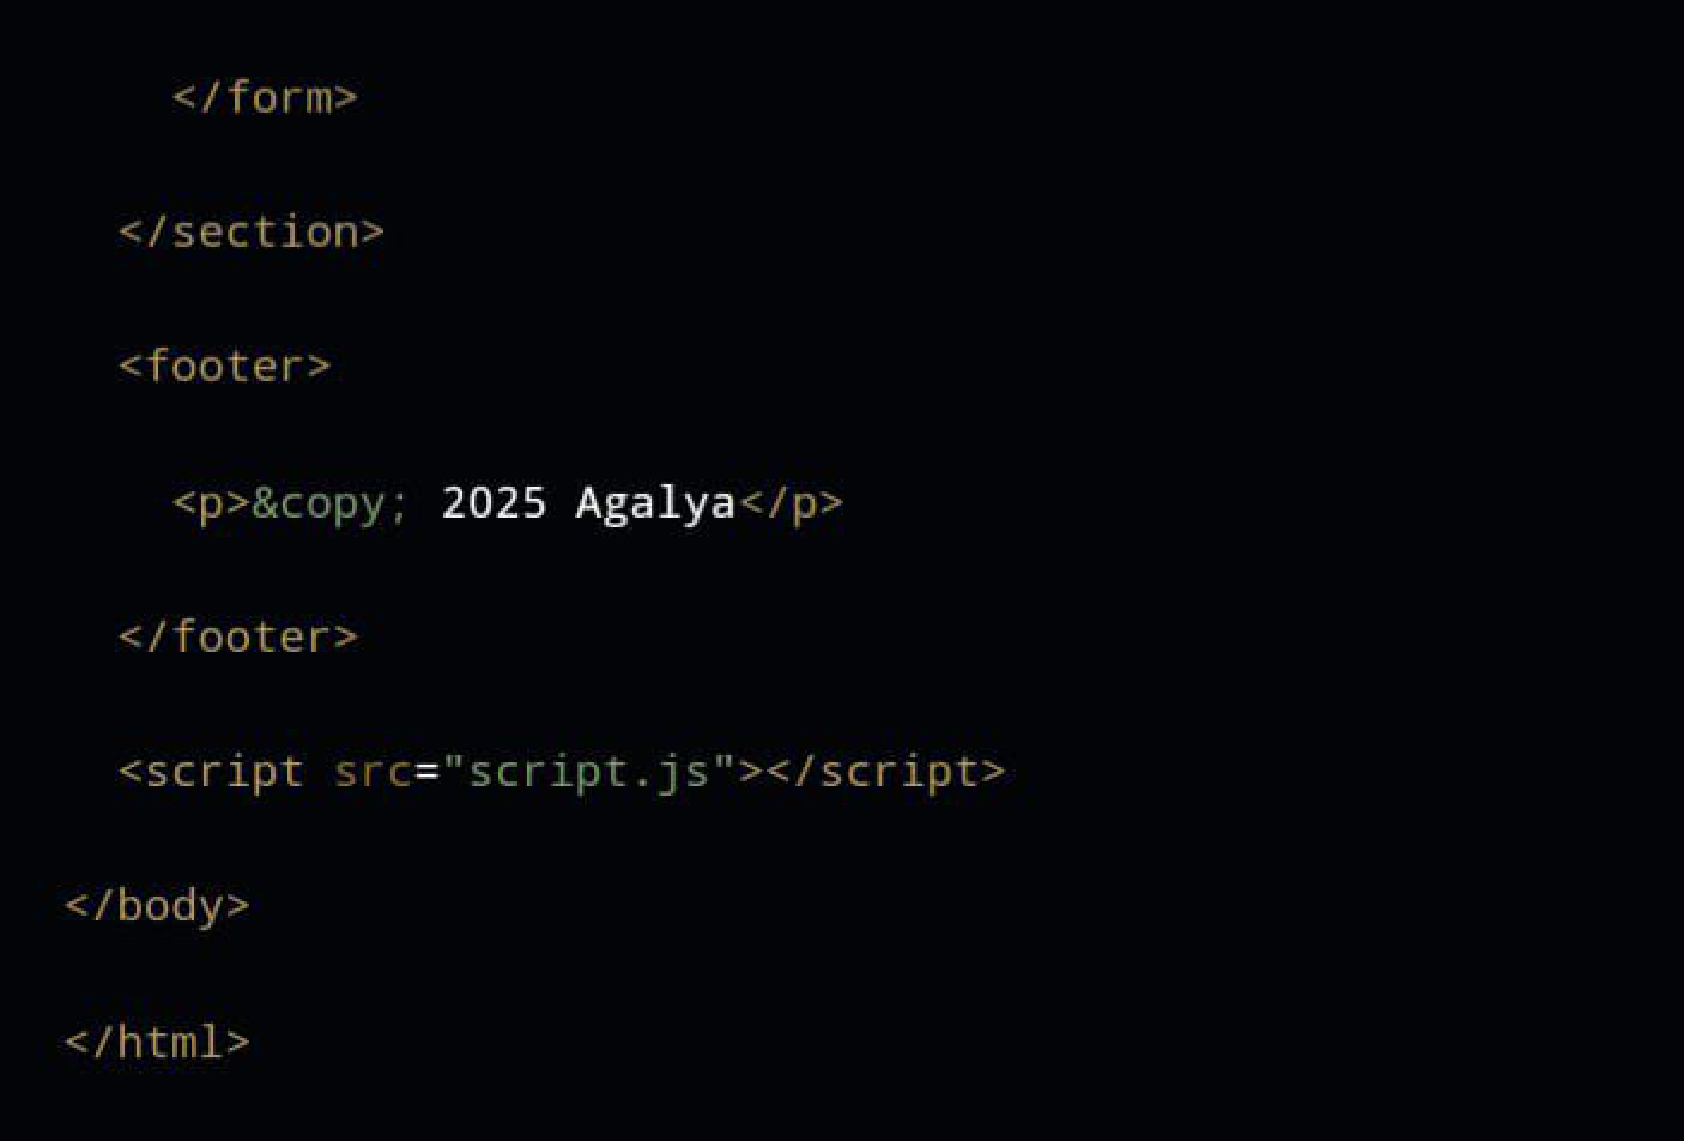 </form>
</section>
<footer>
<p>&copy; 2025 Agalya</p>
</footer>
<script src="script.js"></script>
</body>
</html>